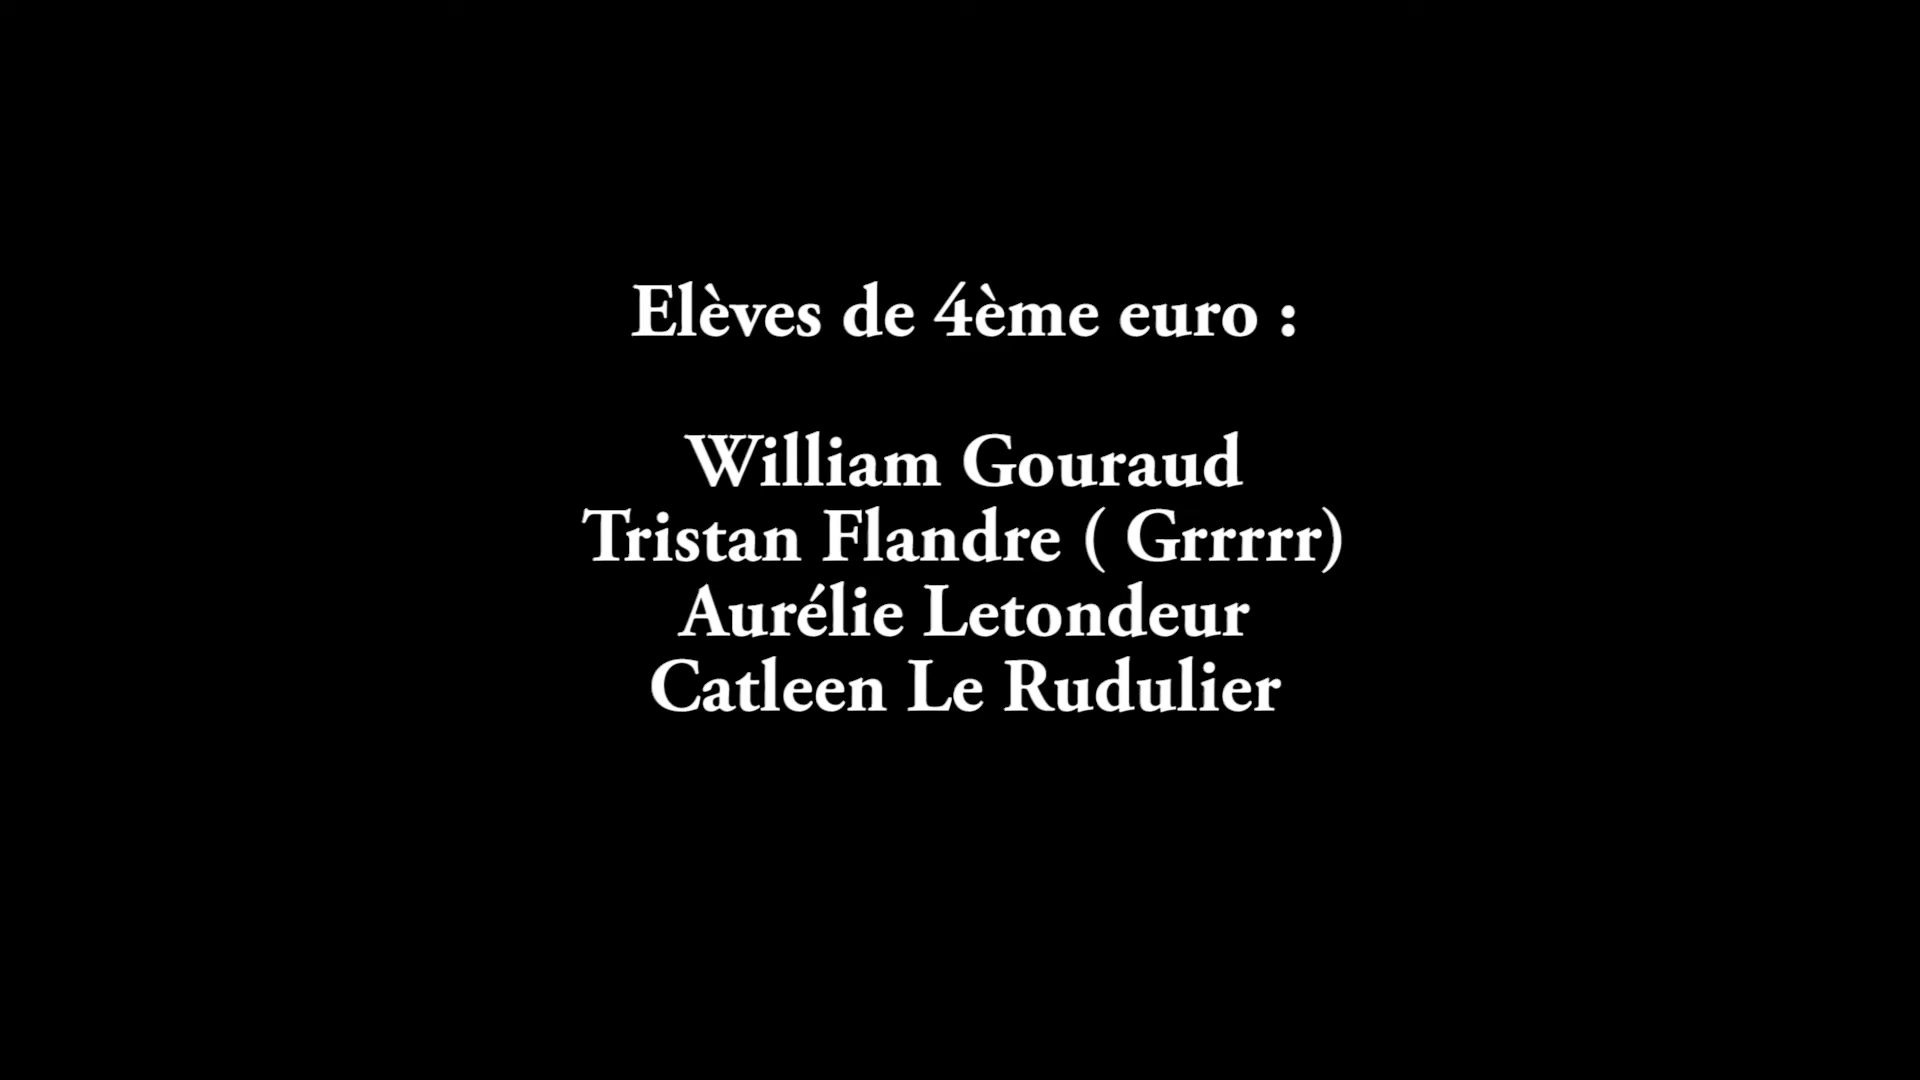 Elèves de 4ème euro :
William Gouraud
Tristan Flandre ( Grrrrr)
Aurélie Letondeur
Catleen Le Rudulier